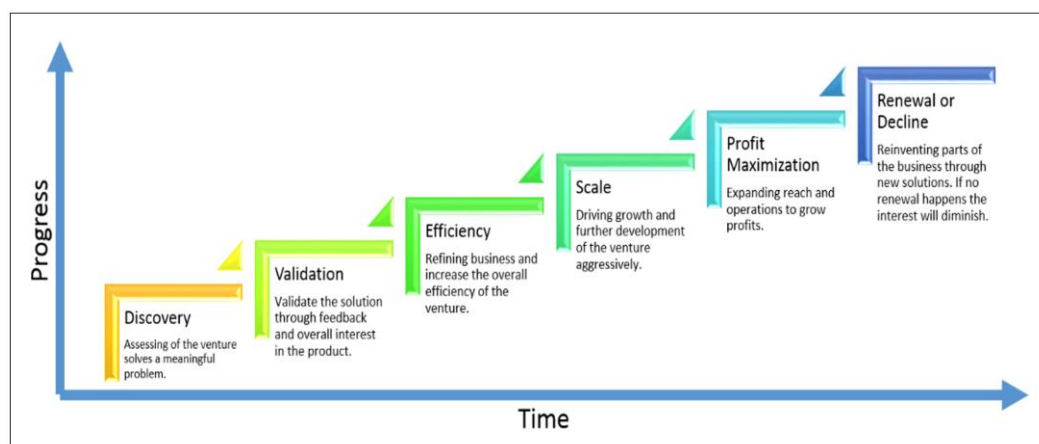 Progress
Discovery
Assessing of the venture
solves a meaningful
problem.
Validation
Validate the solution
through feedback
and overall interest
in the product.
Efficiency
Refining business and
increase the overall
efficiency of the
venture.
Scale
Driving growth and
further development
of the venture
aggressively.
Profit
Maximization
Expanding reach and
operations to grow
profits.
Renewal or
Decline
Reinventing parts of
the business through
new solutions. If no
renewal happens the
interest will diminish.
Time